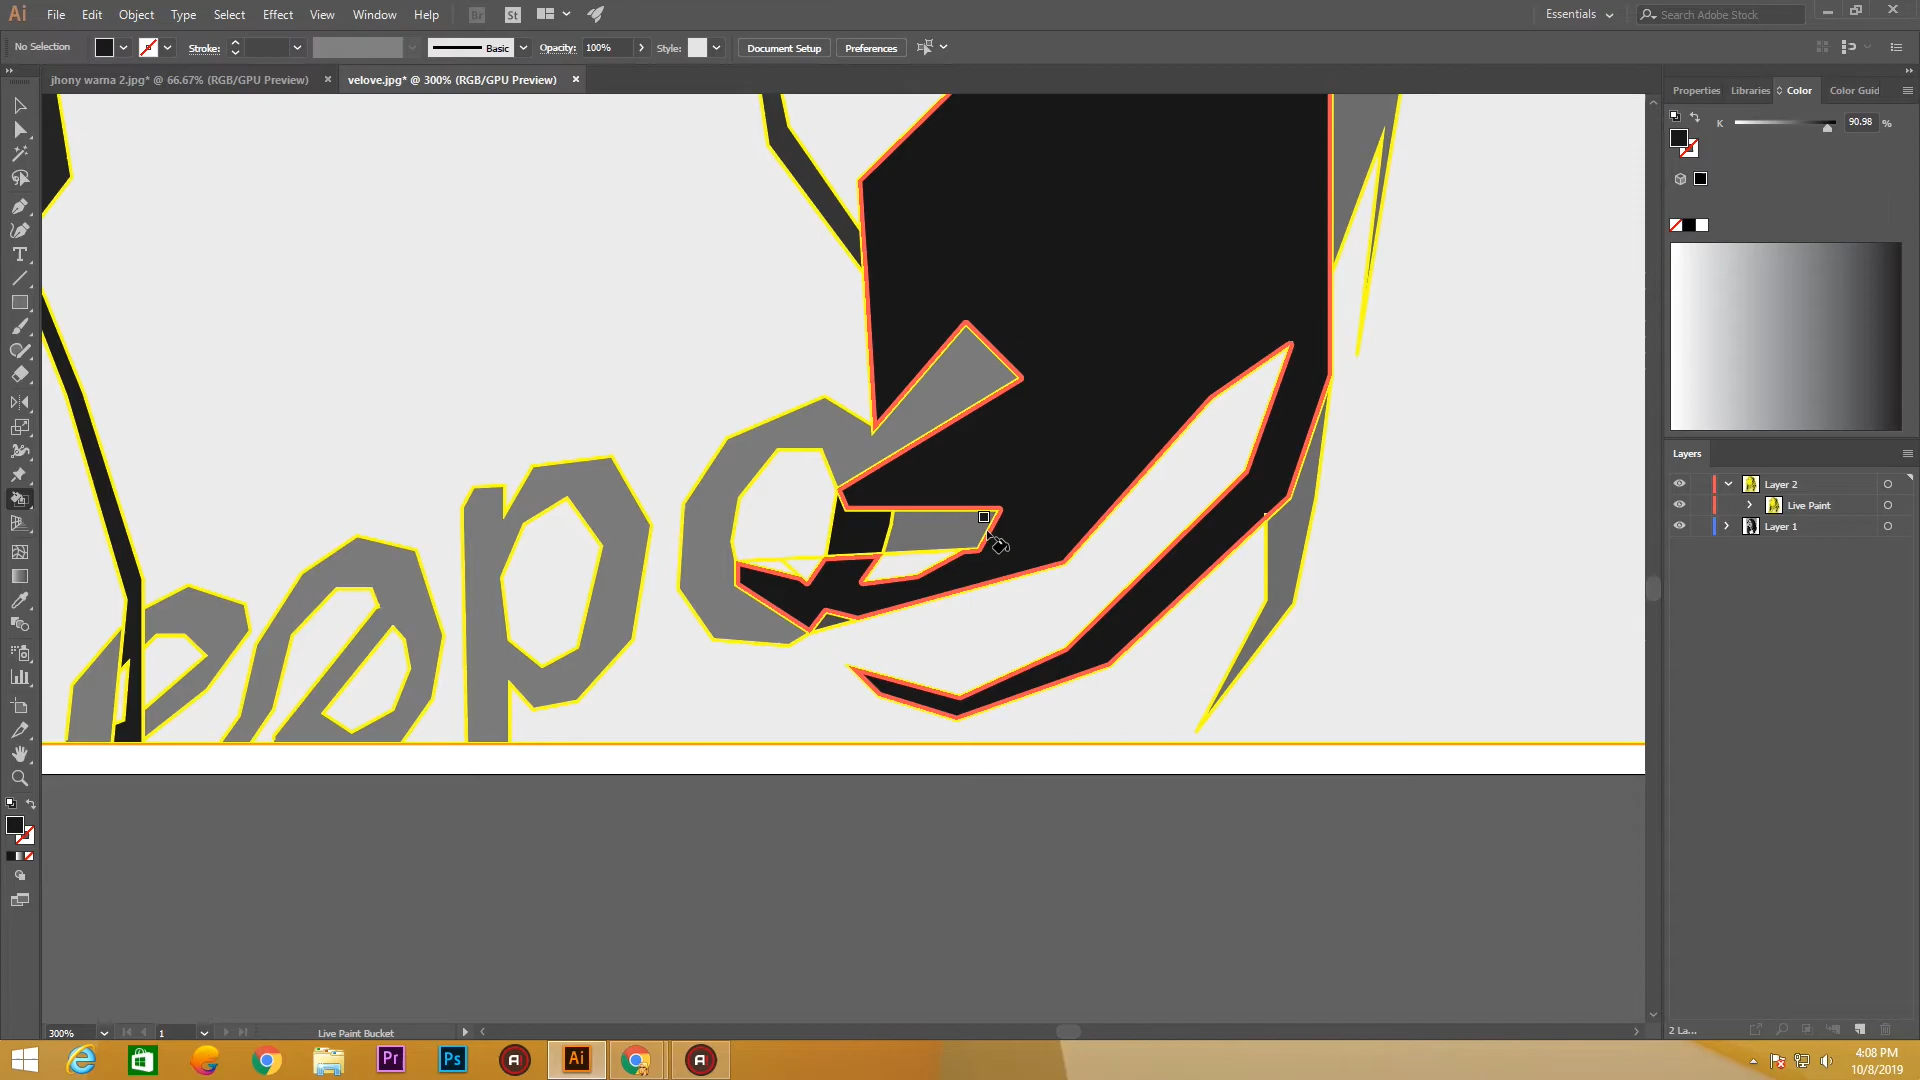 Ai File Edit Object Type Select Effect View Window Help Br St Essentials Search Adobe Stock
No Selection Stroke: Basic Opacity: 100% Style: Document Setup Preferences
jhony warna 2.jpg* @ 66.67% (RGB/GPU Preview) × velove.jpg* @ 300% (RGB/GPU Preview) ×
Properties Libraries Color Color Guid
K 90.98 %
T
Layers
Layer 2
Live Paint
Layer 1
2 La...
300% 1 Live Paint Bucket
Pr Ps Ai
4:08 PM
10/8/2019